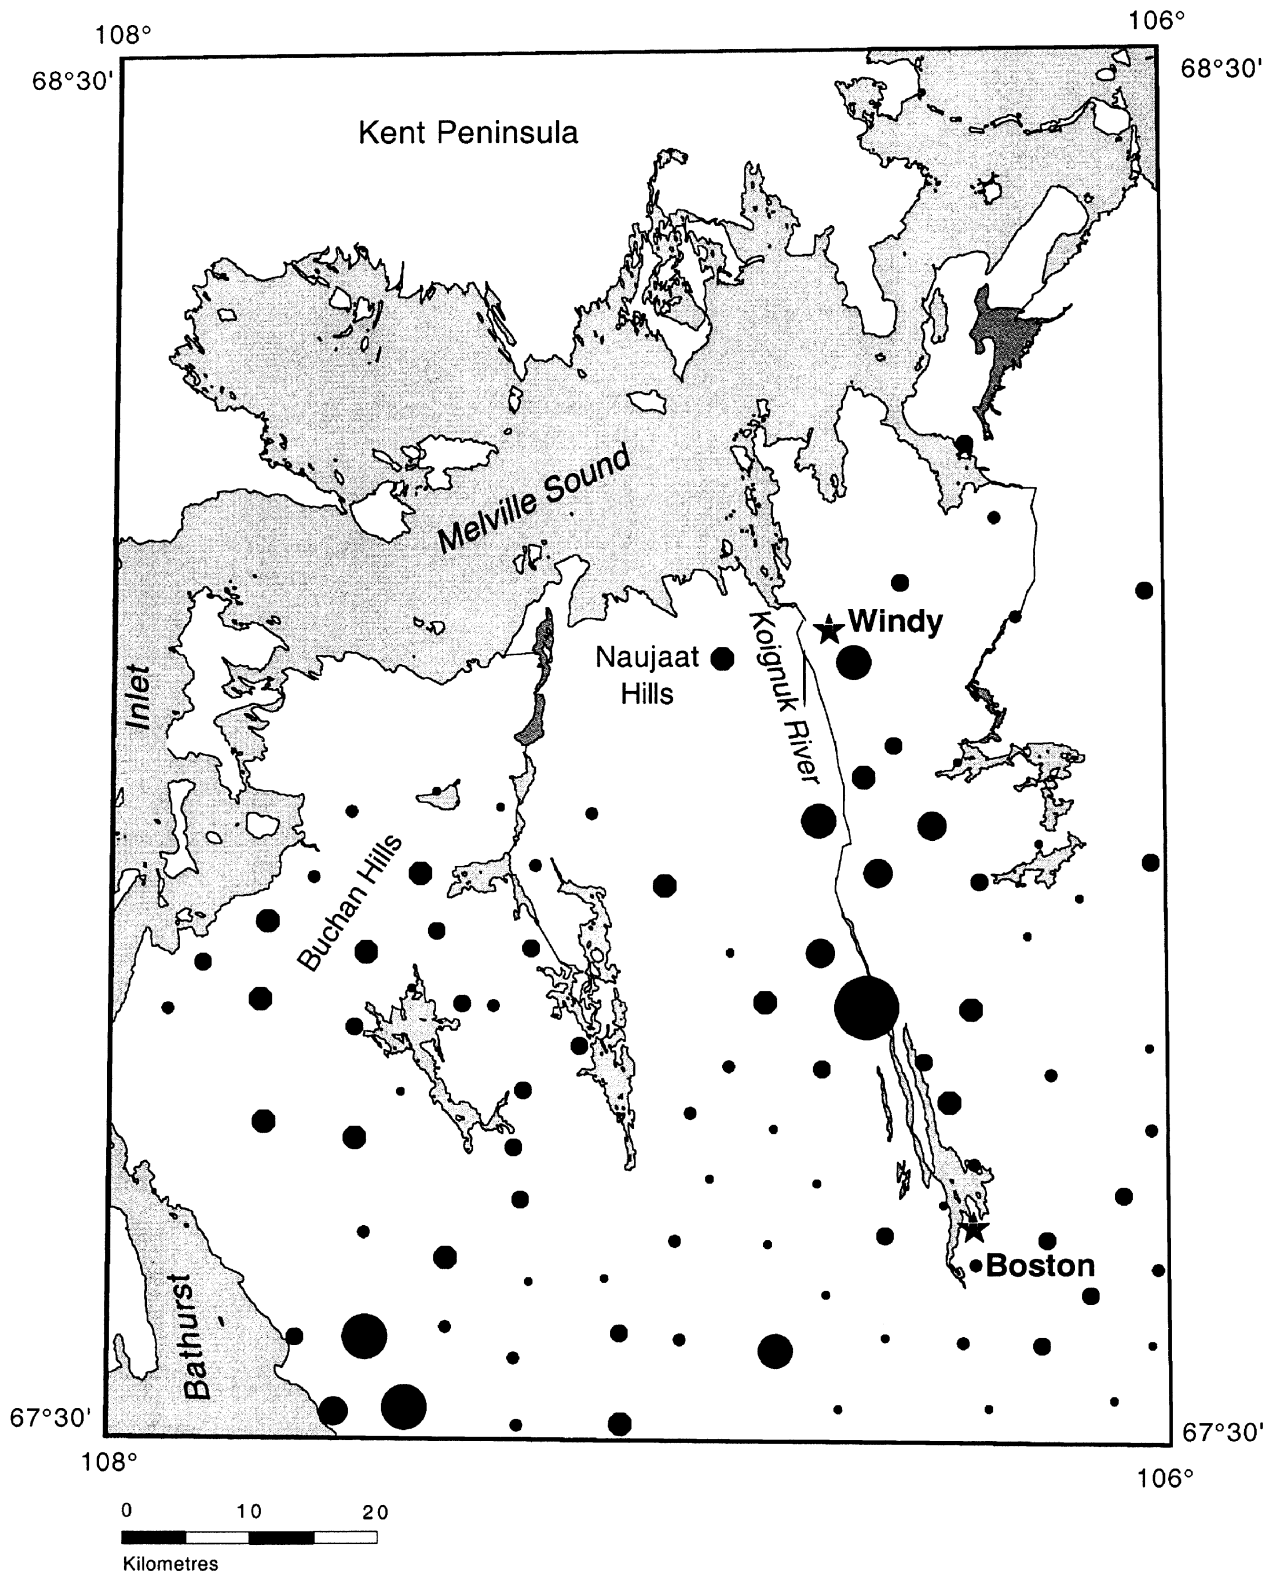 108°
106°
68°30'
68°30'
Kent Peninsula
Melville Sound
Windy
Koignuk River
Naujaat
Hills
Inlet
Buchan Hills
Boston
Bathurst
67°30'
67°30'
108°
106°
0 10 20
Kilometres